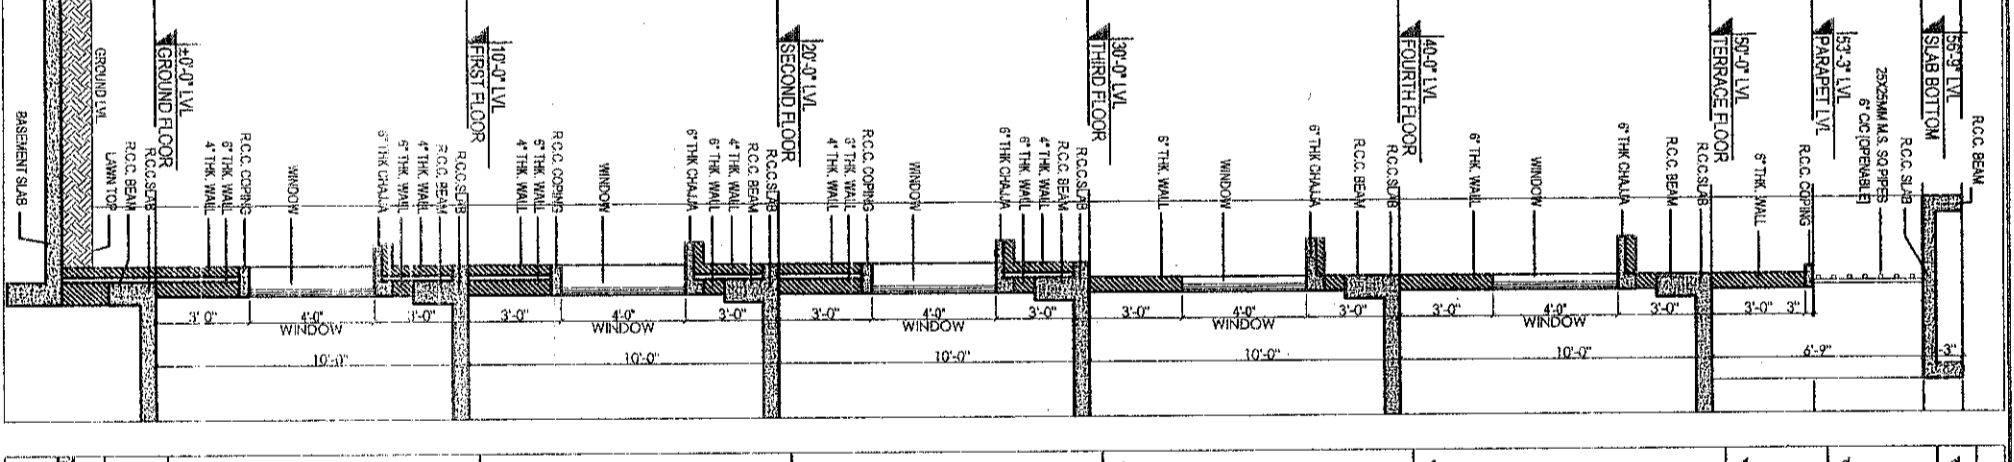 BASEMENT SLAB
GROUND LVL
LAWN TOP
R.C.C. BEAM
R.C.C.SLAB
±0'-0" LVL
GROUND FLOOR
4" THK. WALL
6" THK. WALL
R.C.C. COPING
WINDOW
6" THK CHAJJA
6" THK. WALL
4" THK. WALL
R.C.C. BEAM
R.C.C.SLAB
10'-0" LVL
FIRST FLOOR
4" THK. WALL
6" THK. WALL
R.C.C. COPING
WINDOW
6" THK CHAJJA
6" THK. WALL
4" THK. WALL
R.C.C. BEAM
R.C.C.SLAB
20'-0" LVL
SECOND FLOOR
4" THK. WALL
6" THK. WALL
R.C.C. COPING
WINDOW
6" THK CHAJJA
6" THK. WALL
4" THK. WALL
R.C.C. BEAM
R.C.C.SLAB
30'-0" LVL
THIRD FLOOR
6" THK. WALL
WINDOW
6" THK CHAJJA
R.C.C. BEAM
R.C.C.SLAB
40'-0" LVL
FOURTH FLOOR
6" THK. WALL
WINDOW
6" THK CHAJJA
R.C.C. BEAM
R.C.C.SLAB
50'-0" LVL
TERRACE FLOOR
6" THK. WALL
R.C.C. COPING
53'-3" LVL
PARAPET LVL
25X25MM M.S. SQ.PIPES
6" C/C [OPENABLE]
R.C.C. SLAB
56'-9" LVL
SLAB BOTTOM
R.C.C. BEAM
3'-0"
4'-0"
WINDOW
3'-0"
10'-0"
3'-0"
4'-0"
WINDOW
3'-0"
10'-0"
3'-0"
4'-0"
WINDOW
3'-0"
10'-0"
3'-0"
4'-0"
WINDOW
3'-0"
10'-0"
3'-0"
4'-0"
WINDOW
3'-0"
10'-0"
3'-0"
3"
6'-9"